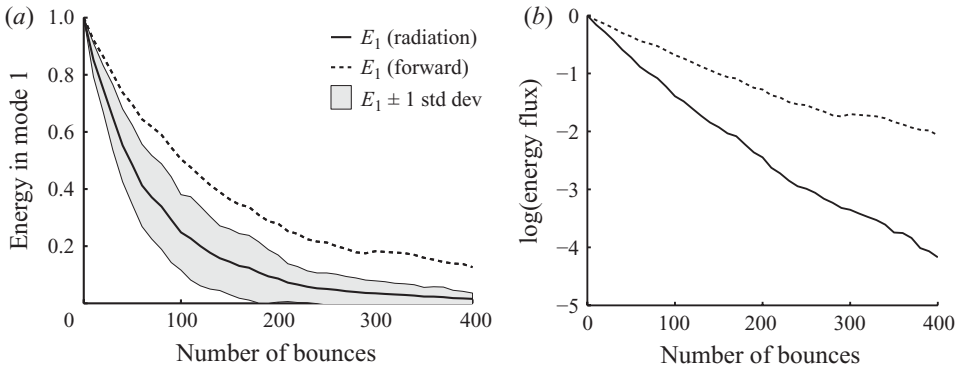 (a)
1.0
0.8
0.6
0.4
0.2
0
100
200
300
400
Energy in mode 1
Number of bounces
E1 (radiation)
E1 (forward)
E1 ± 1 std dev
(b)
0
−1
−2
−3
−4
−5
0
100
200
300
400
log(energy flux)
Number of bounces